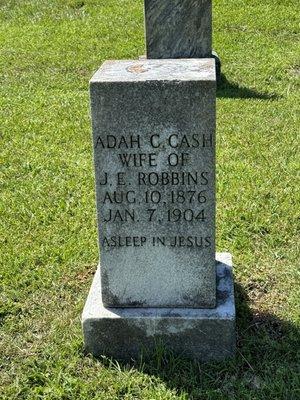 ADAH C. CASH
WIFE OF
J. E. ROBBINS
AUG. 10, 1876
JAN. 7, 1904
ASLEEP IN JESUS